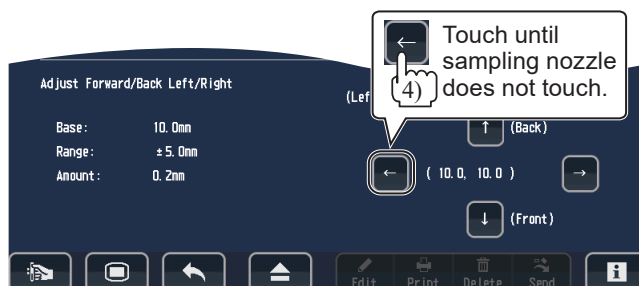 Touch until
sampling nozzle
does not touch.
4)
Adjust Forward/Back Left/Right
(Lef
Base: 10.0mm
Range: ±5.0mm
Amount: 0.2mm
← ↑ (Back)
← ( 10.0, 10.0 ) →
↓ (Front)
Edit Print Delete Send
i